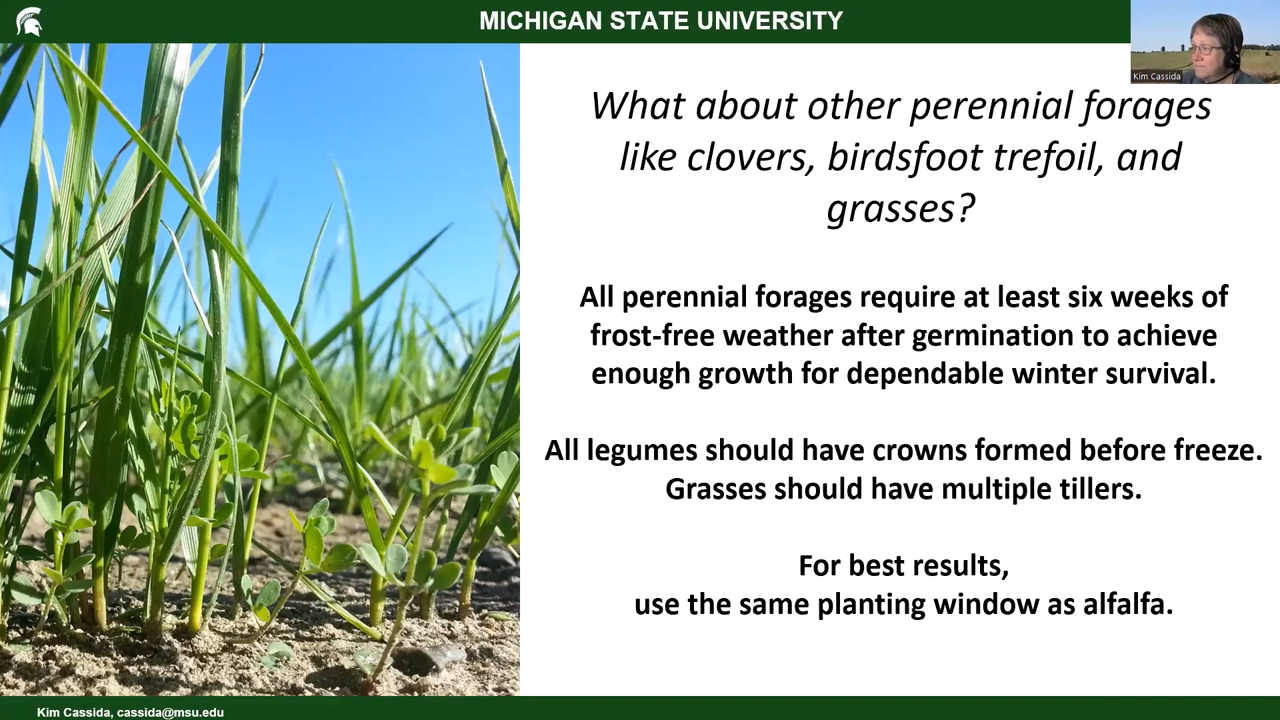 MICHIGAN STATE UNIVERSITY
Kim Cassida
What about other perennial forages
like clovers, birdsfoot trefoil, and
grasses?
All perennial forages require at least six weeks of
frost-free weather after germination to achieve
enough growth for dependable winter survival.
All legumes should have crowns formed before freeze.
Grasses should have multiple tillers.
For best results,
use the same planting window as alfalfa.
Kim Cassida, cassida@msu.edu